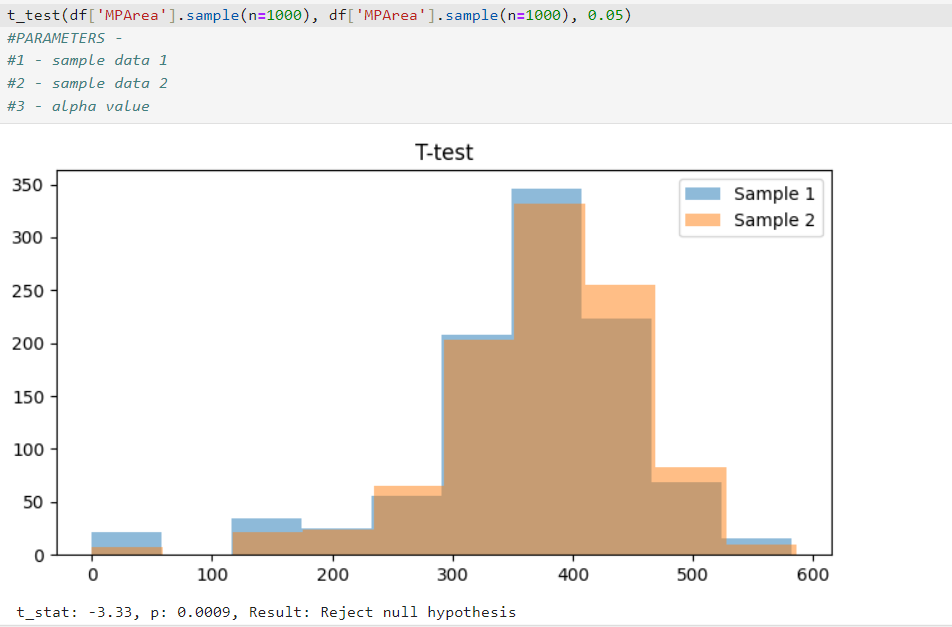 t_test(df['MPArea'].sample(n=1000), df['MPArea'].sample(n=1000), 0.05)
#PARAMETERS -
#1 - sample data 1
#2 - sample data 2
#3 - alpha value
T-test
350
300
250
200
150
100
50
0
Sample 1
Sample 2
0 100 200 300 400 500 600
t_stat: -3.33, p: 0.0009, Result: Reject null hypothesis